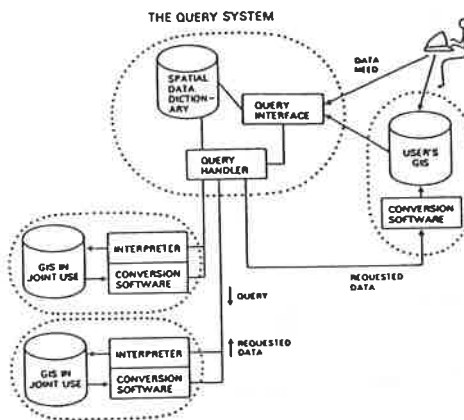 THE QUERY SYSTEM
SPATIAL
DATA
DICTION-
ARY
QUERY
INTERFACE
DATA
NEED
QUERY
HANDLER
USER'S
GIS
CONVERSION
SOFTWARE
GIS IN
JOINT USE
INTERPRETER
CONVERSION
SOFTWARE
REQUESTED
DATA
QUERY
REQUESTED
DATA
GIS IN
JOINT USE
INTERPRETER
CONVERSION
SOFTWARE